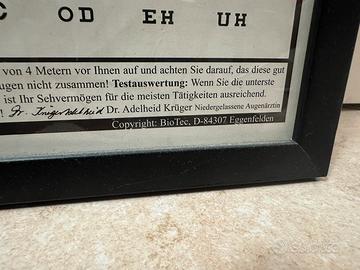 C OD EH UH
von 4 Metern vor Ihnen auf und achten Sie darauf, das diese gut
ugen nicht zusammen! Testauswertung: Wenn Sie die unterste
ist Ihr Sehvermögen für die meisten Tätigkeiten ausreichend.
! Dr. Adelheid Krüger Niedergelassene Augenärztin
Copyright: BioTec, D-84307 Eggenfelden
subito